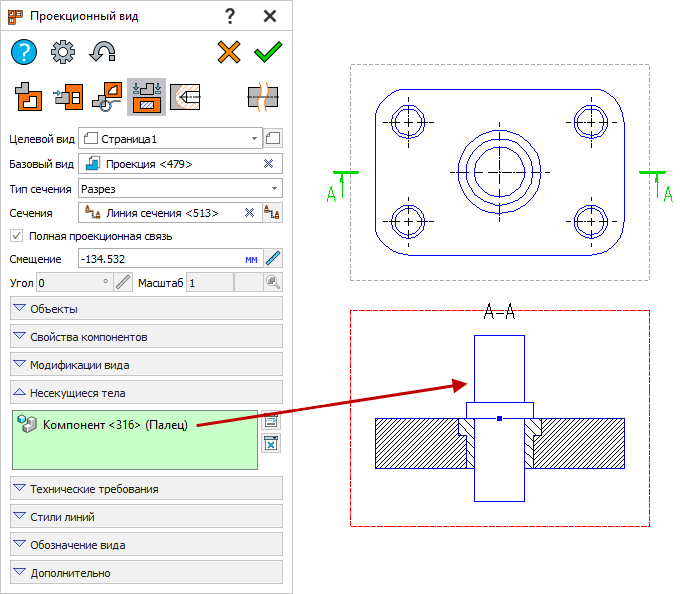 Проекционный вид
?
?
Целевой вид Страница1
Базовый вид Проекция <479>
Тип сечения Разрез
Сечения Линия сечения <513>
Полная проекционная связь
Смещение -134.532 мм
Угол 0 ° Масштаб 1
Объекты
Свойства компонентов
Модификации вида
Несекущиеся тела
Компонент <316> (Палец)
Технические требования
Стили линий
Обозначение вида
Дополнительно
А А
А-А